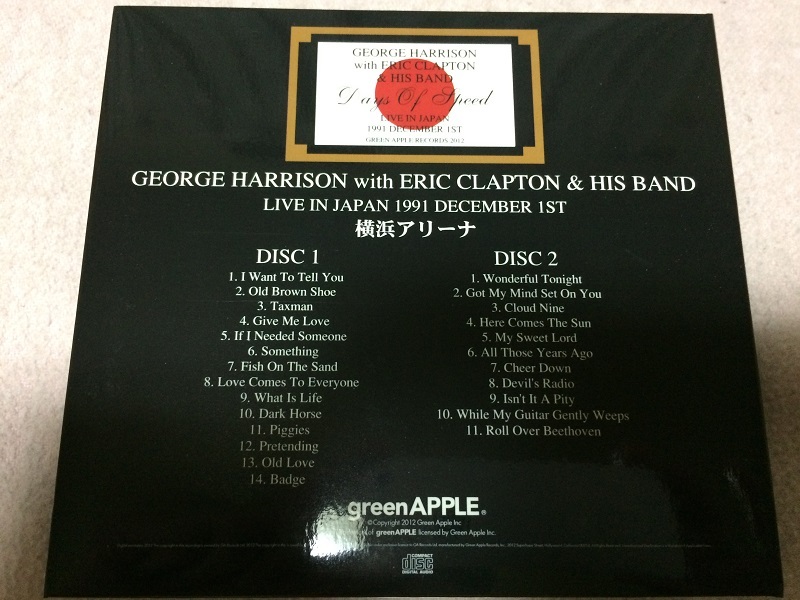 GEORGE HARRISON
with ERIC CLAPTON
& HIS BAND
Days Of Speed
LIVE IN JAPAN
1991 DECEMBER 1ST
GREEN APPLE RECORDS 2012
GEORGE HARRISON with ERIC CLAPTON & HIS BAND
LIVE IN JAPAN 1991 DECEMBER 1ST
横浜アリーナ
DISC 1
1. I Want To Tell You
2. Old Brown Shoe
3. Taxman
4. Give Me Love
5. If I Needed Someone
6. Something
7. Fish On The Sand
8. Love Comes To Everyone
9. What Is Life
10. Dark Horse
11. Piggies
12. Pretending
13. Old Love
14. Badge
DISC 2
1. Wonderful Tonight
2. Got My Mind Set On You
3. Cloud Nine
4. Here Comes The Sun
5. My Sweet Lord
6. All Those Years Ago
7. Cheer Down
8. Devil's Radio
9. Isn't It A Pity
10. While My Guitar Gently Weeps
11. Roll Over Beethoven
greenAPPLE®
©Copyright 2012 Green Apple Inc
of greenAPPLE licensed by Green Apple Inc.
COMPACT
disc
DIGITAL AUDIO